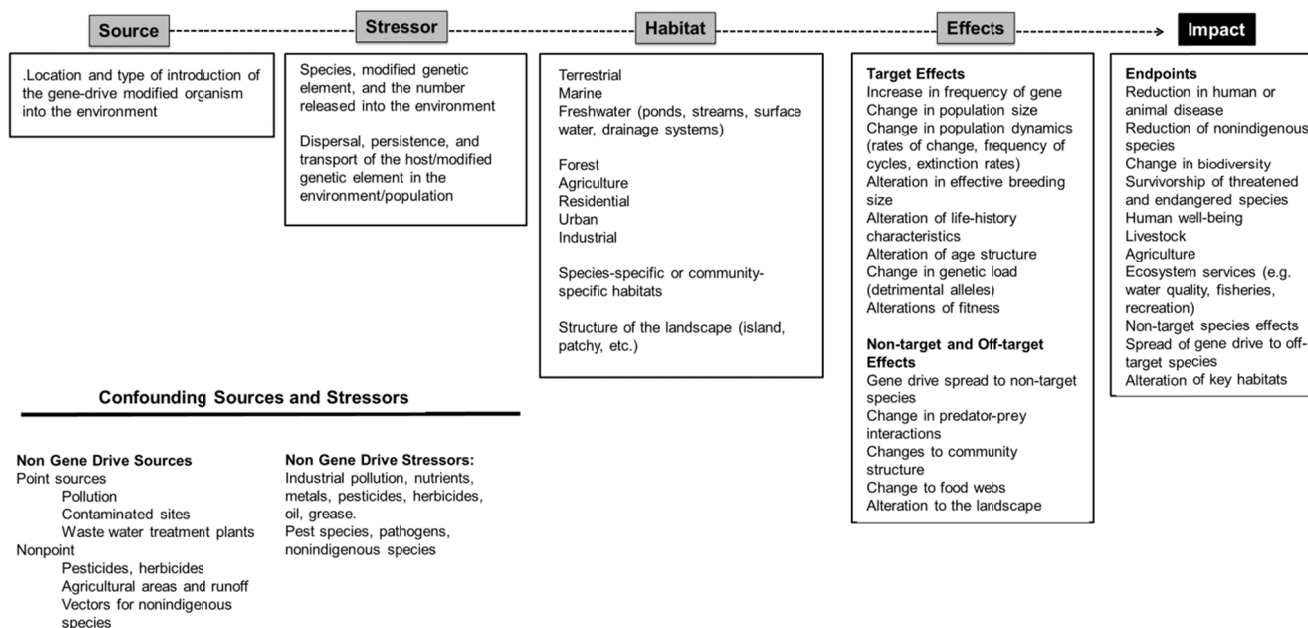 Source
Stressor
Habitat
Effects
Impact
.Location and type of introduction of
the gene-drive modified organism
into the environment
Species, modified genetic
element, and the number
released into the environment
Dispersal, persistence, and
transport of the host/modified
genetic element in the
environment/population
Terrestrial
Marine
Freshwater (ponds, streams, surface
water, drainage systems)
Forest
Agriculture
Residential
Urban
Industrial
Species-specific or community-
specific habitats
Structure of the landscape (island,
patchy, etc.)
Target Effects
Increase in frequency of gene
Change in population size
Change in population dynamics
(rates of change, frequency of
cycles, extinction rates)
Alteration in effective breeding
size
Alteration of life-history
characteristics
Alteration of age structure
Change in genetic load
(detrimental alleles)
Alterations of fitness
Non-target and Off-target
Effects
Gene drive spread to non-target
species
Change in predator-prey
interactions
Changes to community
structure
Change to food webs
Alteration to the landscape
Endpoints
Reduction in human or
animal disease
Reduction of nonindigenous
species
Change in biodiversity
Survivorship of threatened
and endangered species
Human well-being
Livestock
Agriculture
Ecosystem services (e.g.
water quality, fisheries,
recreation)
Non-target species effects
Spread of gene drive to off-
target species
Alteration of key habitats
Confounding Sources and Stressors
Non Gene Drive Sources
Point sources
Pollution
Contaminated sites
Waste water treatment plants
Nonpoint
Pesticides, herbicides
Agricultural areas and runoff
Vectors for nonindigenous
species
Non Gene Drive Stressors:
Industrial pollution, nutrients,
metals, pesticides, herbicides,
oil, grease.
Pest species, pathogens,
nonindigenous species